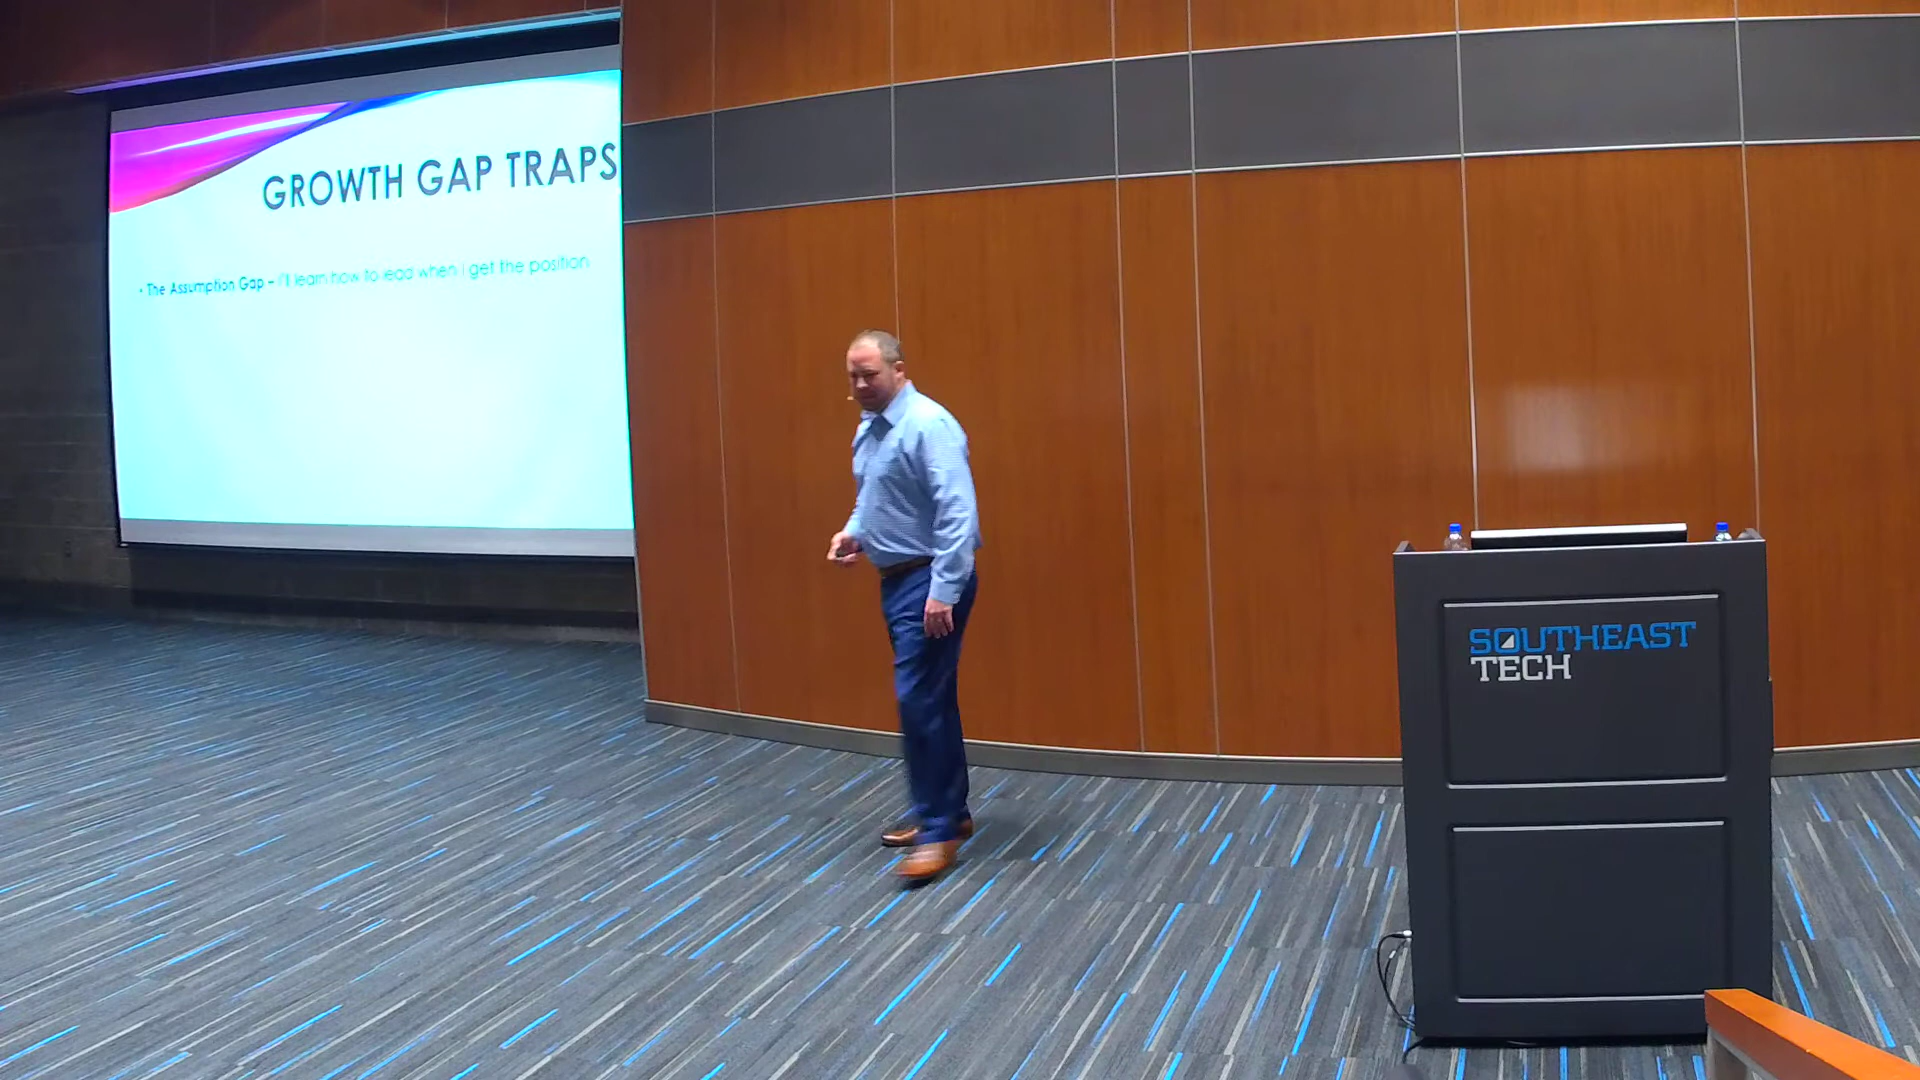 GROWTH GAP TRAPS
• The Assumption Gap – I'll learn how to lead when I get the position
SOUTHEAST
TECH